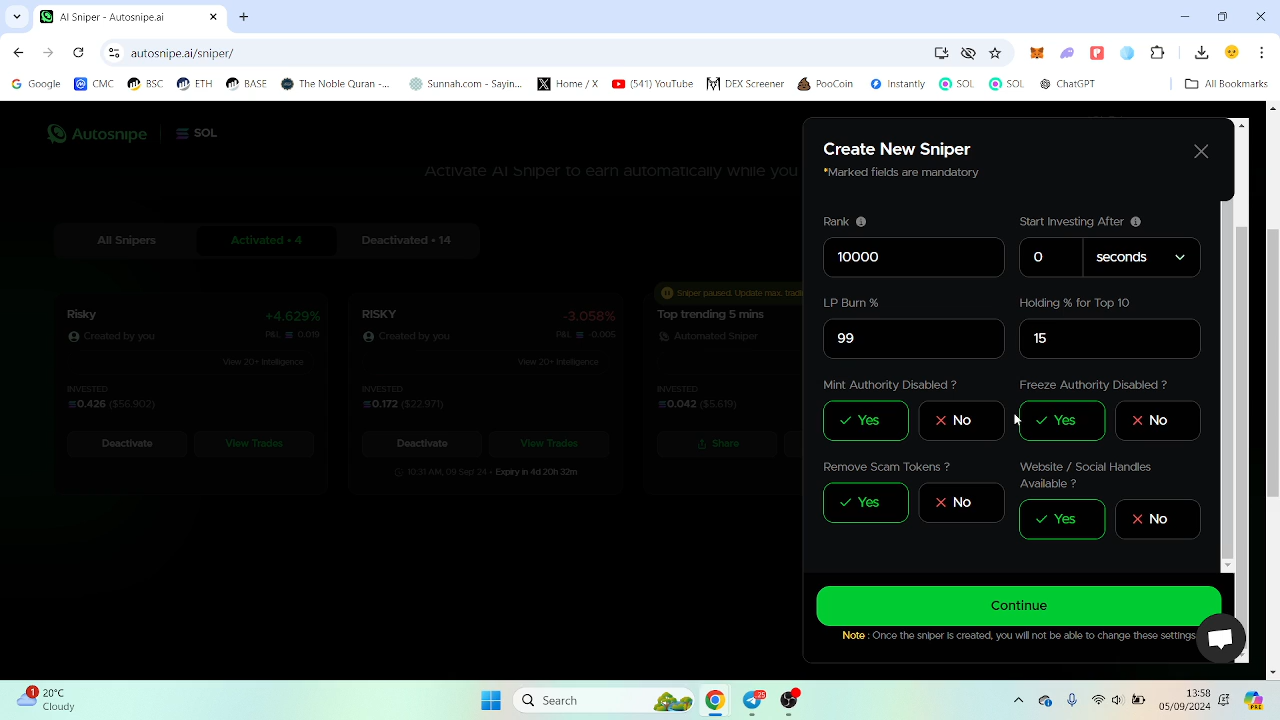 AI Sniper - Autosnipe.ai
autosnipe.ai/sniper/
Google CMC BSC ETH BASE The Noble Quran -... Sunnah.com - Sayin... Home / X (541) YouTube DEX Screener PooCoin Instantly SOL SOL ChatGPT All Bookmarks
Autosnipe SOL
Activate AI Sniper to earn automatically while you
All Snipers Activated • 4 Deactivated • 14
Sniper paused. Update max. tradi
Risky +4.629%
Created by you P&L 0.019
View 20+ Intelligence
INVESTED
0.426 ($56.902)
Deactivate View Trades
RISKY -3.058%
Created by you P&L -0.005
View 20+ Intelligence
INVESTED
0.172 ($22.971)
Deactivate View Trades
10:31 AM, 09 Sep 24 • Expiry in 4d 20h 32m
Top trending 5 mins
Automated Sniper
INVESTED
0.042 ($5.619)
Share
Create New Sniper
*Marked fields are mandatory
Rank Start Investing After
10000 0 seconds
LP Burn % Holding % for Top 10
99 15
Mint Authority Disabled ? Freeze Authority Disabled ?
Yes No Yes No
Remove Scam Tokens ? Website / Social Handles
Available ?
Yes No Yes No
Continue
Note : Once the sniper is created, you will not be able to change these settings
1 20°C
Cloudy
Search
25
13:58
05/09/2024
PRE